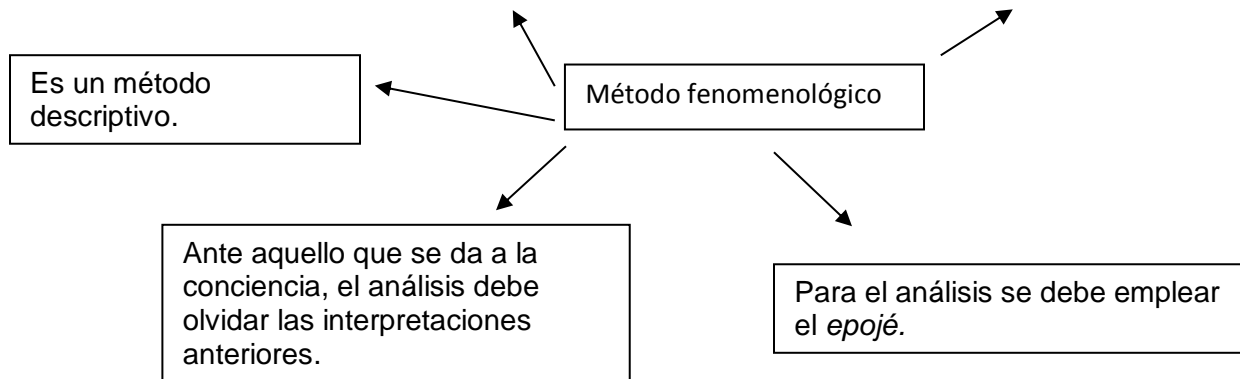 Es un método
descriptivo.
Método fenomenológico
Ante aquello que se da a la
conciencia, el análisis debe
olvidar las interpretaciones
anteriores.
Para el análisis se debe emplear
el epojé.